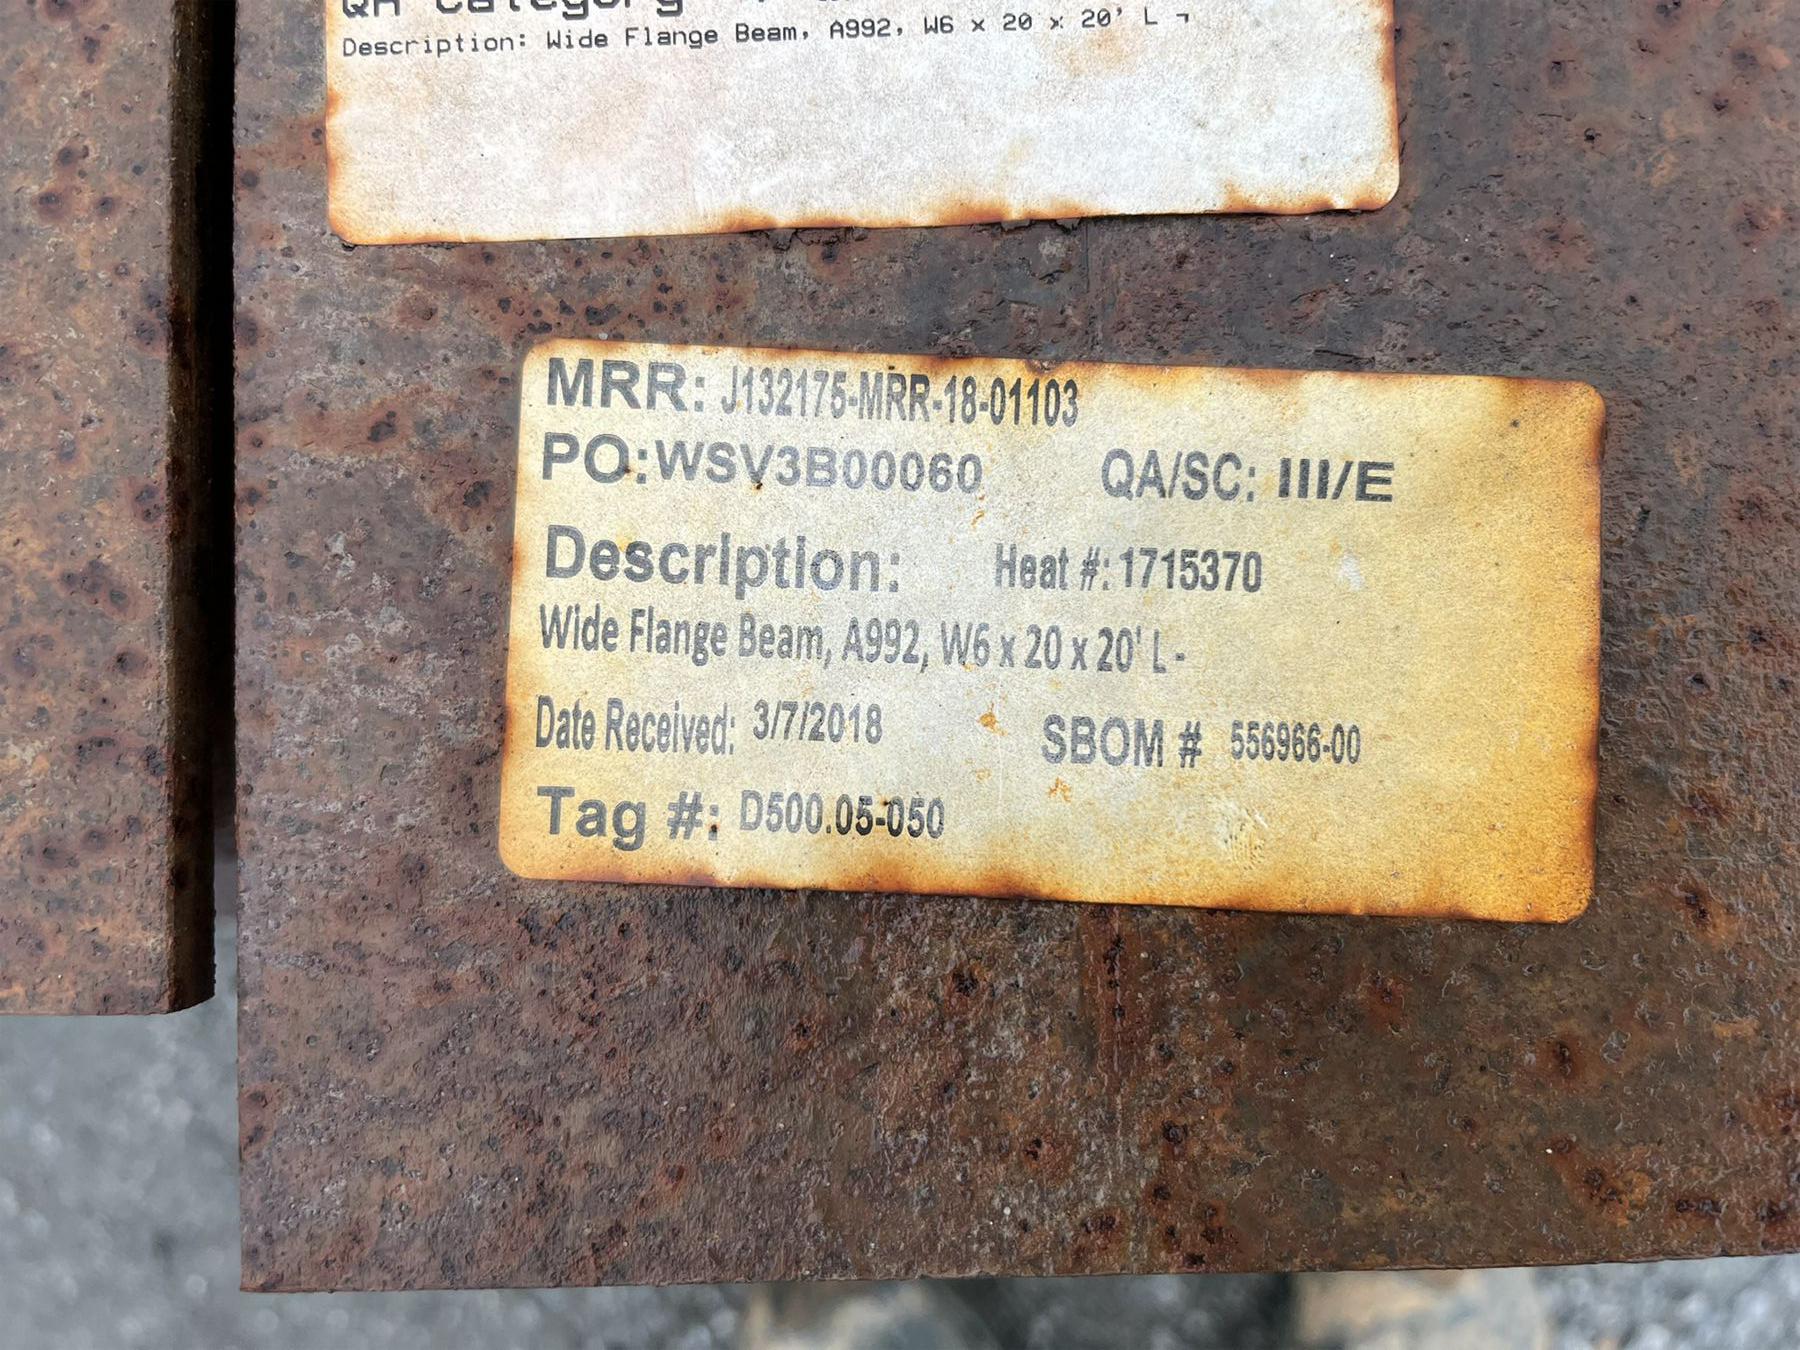 QA Category
Description: Wide Flange Beam, A992, W6 x 20 x 20' L -
MRR: J132175-MRR-18-01103
PO:WSV3B00060 QA/SC: III/E
Description: Heat #: 1715370
Wide Flange Beam, A992, W6 x 20 x 20' L -
Date Received: 3/7/2018 SBOM # 556966-00
Tag #: D500.05-050